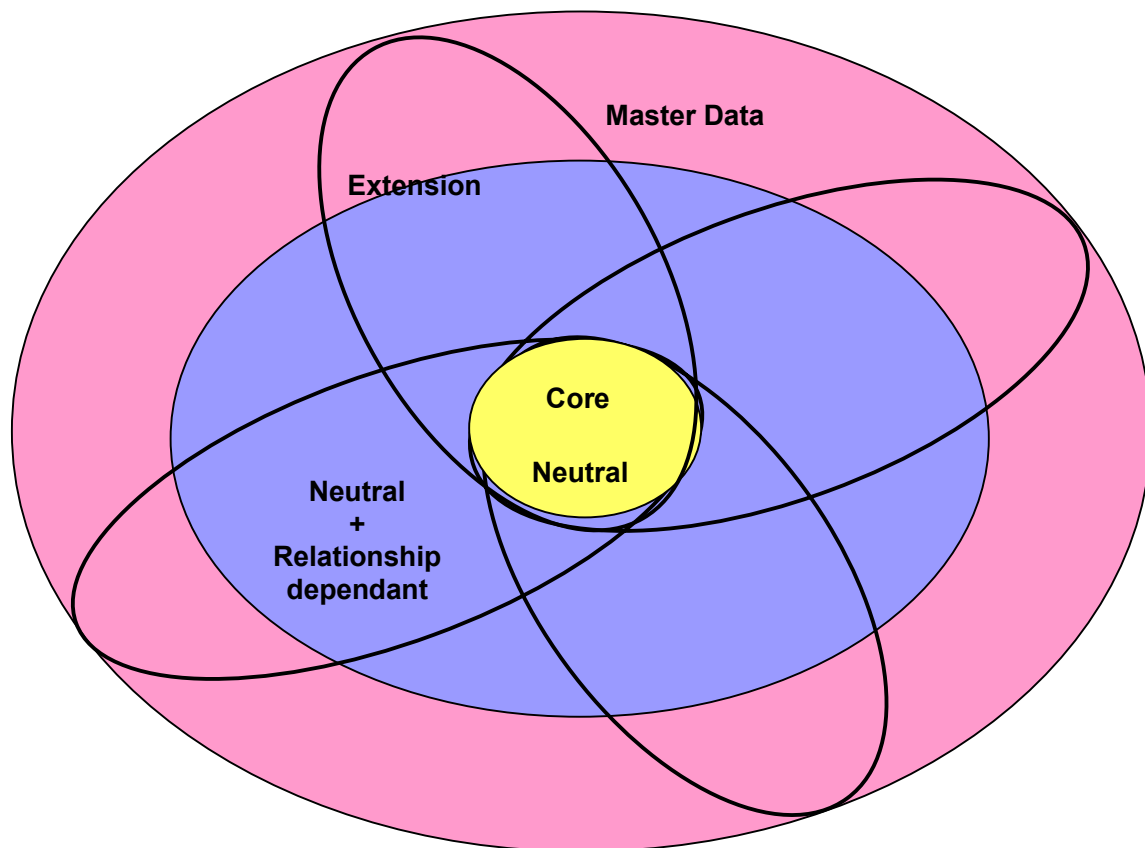 Master Data
Extension
Core
Neutral
Neutral
+
Relationship
dependant